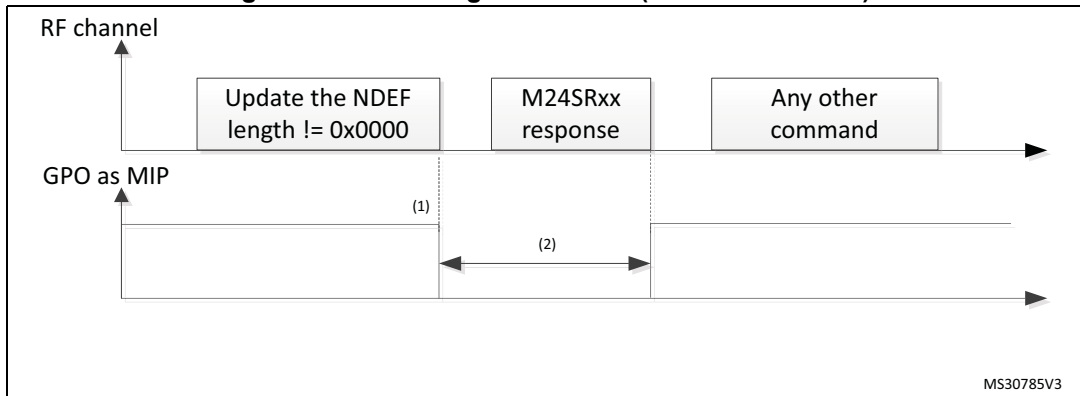 RF channel
Update the NDEF
length != 0x0000
M24SRxx
response
Any other
command
GPO as MIP
(1)
(2)
MS30785V3